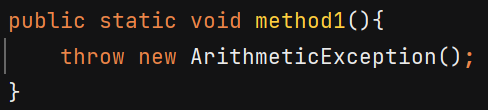 public static void method1(){
    throw new ArithmeticException();
}